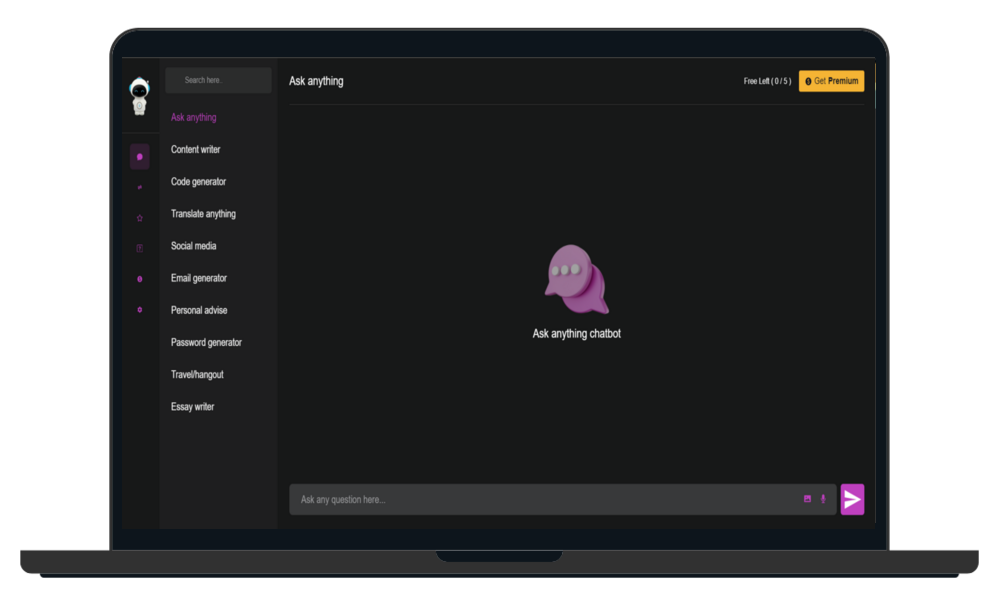 Search here..
Ask anything
Content writer
Code generator
Translate anything
Social media
Email generator
Personal advise
Password generator
Travel/hangout
Essay writer
Ask anything
Free Left ( 0 / 5 )
Get Premium
Ask anything chatbot
Ask any question here...